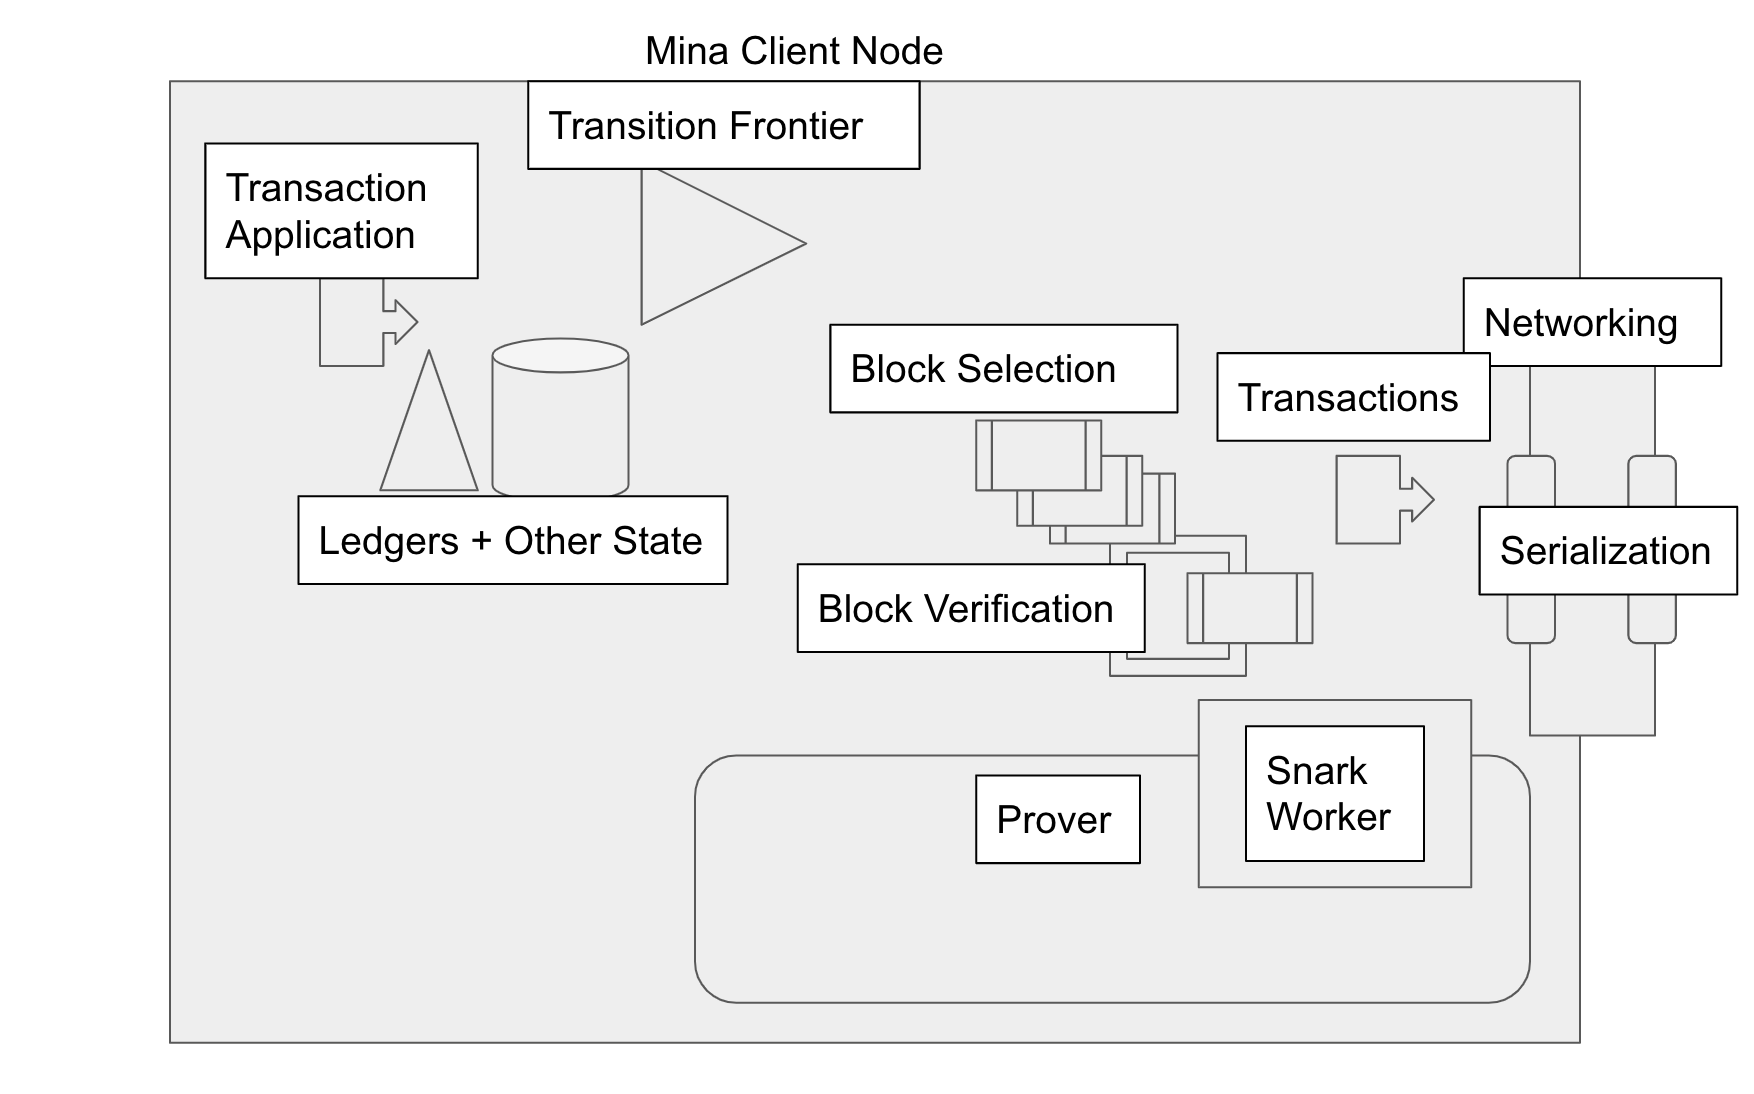 Mina Client Node
Transition Frontier
Transaction
Application
Networking
Block Selection
Transactions
Ledgers + Other State
Serialization
Block Verification
Prover
Snark
Worker